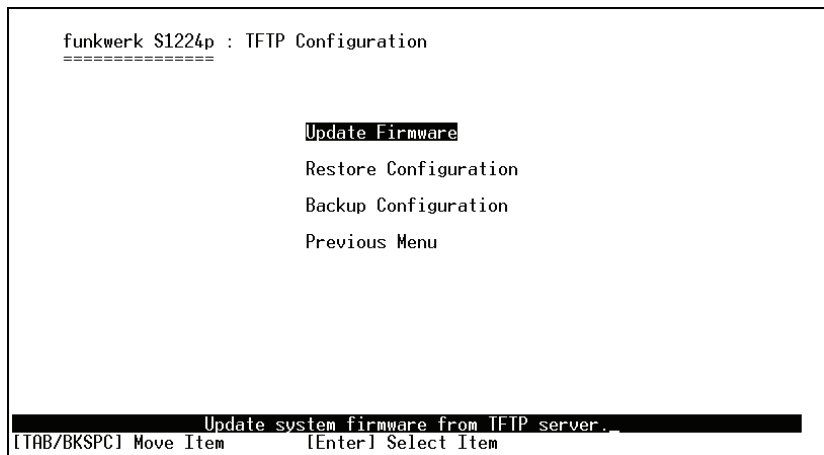 funkwerk S1224p : TFTP Configuration
===============
Update Firmware
Restore Configuration
Backup Configuration
Previous Menu
Update system firmware from TFTP server._
[TAB/BKSPC] Move Item [Enter] Select Item